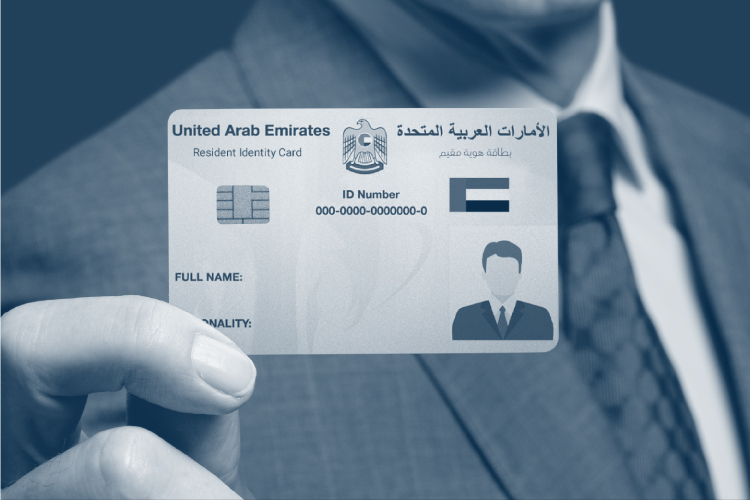 United Arab Emirates
الأمارات العربية المتحدة
Resident Identity Card
بطاقة هوية مقيم
ID Number
000-0000-0000000-0
FULL NAME:
ONALITY: